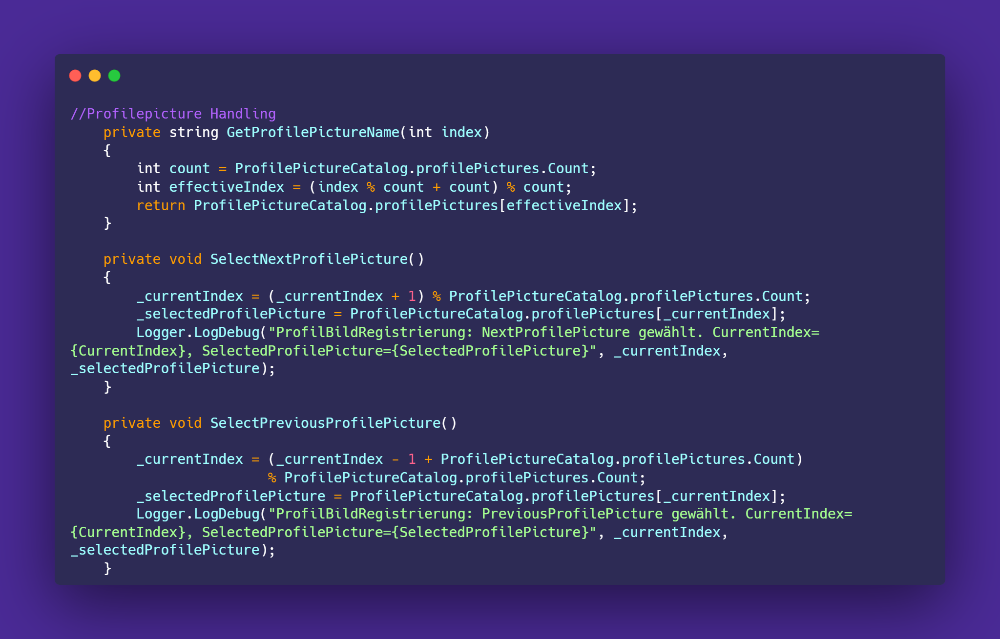 //Profilepicture Handling
    private string GetProfilePictureName(int index)
    {
        int count = ProfilePictureCatalog.profilePictures.Count;
        int effectiveIndex = (index % count + count) % count;
        return ProfilePictureCatalog.profilePictures[effectiveIndex];
    }

    private void SelectNextProfilePicture()
    {
        _currentIndex = (_currentIndex + 1) % ProfilePictureCatalog.profilePictures.Count;
        _selectedProfilePicture = ProfilePictureCatalog.profilePictures[_currentIndex];
        Logger.LogDebug("ProfilBildRegistrierung: NextProfilePicture gewählt. CurrentIndex=
{CurrentIndex}, SelectedProfilePicture={SelectedProfilePicture}", _currentIndex,
_selectedProfilePicture);
    }

    private void SelectPreviousProfilePicture()
    {
        _currentIndex = (_currentIndex - 1 + ProfilePictureCatalog.profilePictures.Count)
                        % ProfilePictureCatalog.profilePictures.Count;
        _selectedProfilePicture = ProfilePictureCatalog.profilePictures[_currentIndex];
        Logger.LogDebug("ProfilBildRegistrierung: PreviousProfilePicture gewählt. CurrentIndex=
{CurrentIndex}, SelectedProfilePicture={SelectedProfilePicture}", _currentIndex,
_selectedProfilePicture);
    }